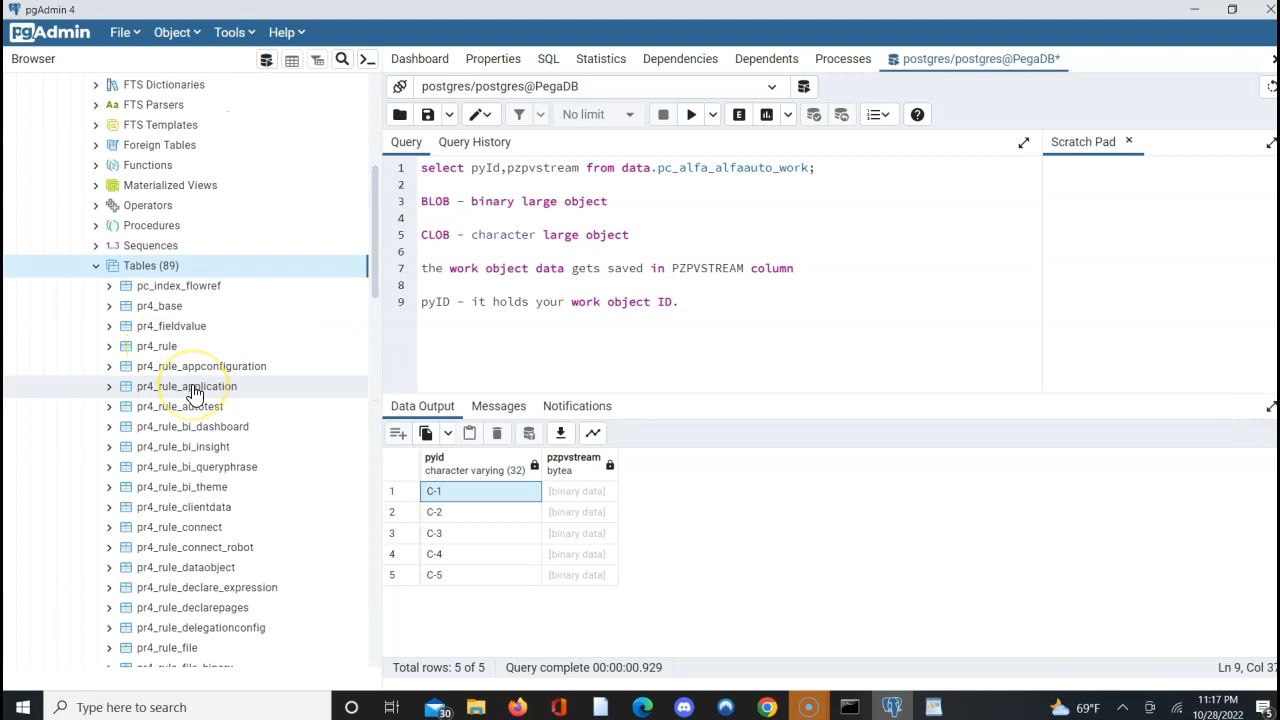 pgAdmin 4
pgAdmin File Object Tools Help
Browser
Dashboard Properties SQL Statistics Dependencies Dependents Processes postgres/postgres@PegaDB*
FTS Dictionaries
Aa FTS Parsers
FTS Templates
Foreign Tables
Functions
Materialized Views
Operators
Procedures
1..3 Sequences
Tables (89)
pc_index_flowref
pr4_base
pr4_fieldvalue
pr4_rule
pr4_rule_appconfiguration
pr4_rule_application
pr4_rule_autotest
pr4_rule_bi_dashboard
pr4_rule_bi_insight
pr4_rule_bi_queryphrase
pr4_rule_bi_theme
pr4_rule_clientdata
pr4_rule_connect
pr4_rule_connect_robot
pr4_rule_dataobject
pr4_rule_declare_expression
pr4_rule_declarepages
pr4_rule_delegationconfig
pr4_rule_file
pr4_rule_file_binary
postgres/postgres@PegaDB
No limit
E
Query Query History
Scratch Pad ×
1 select pyId,pzpvstream from data.pc_alfa_alfaauto_work;
2
3 BLOB - binary large object
4
5 CLOB - character large object
6
7 the work object data gets saved in PZPVSTREAM column
8
9 pyID - it holds your work object ID.
Data Output Messages Notifications
pyid
character varying (32)
pzpvstream
bytea
1 C-1 [binary data]
2 C-2 [binary data]
3 C-3 [binary data]
4 C-4 [binary data]
5 C-5 [binary data]
Total rows: 5 of 5 Query complete 00:00:00.929
Type here to search
30
69°F
11:17 PM
10/28/2022
5